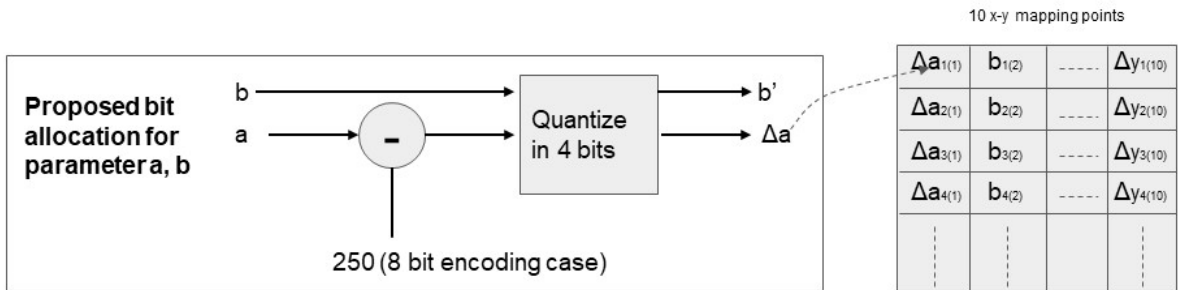 10 x-y mapping points
Proposed bit
allocation for
parameter a, b
b
a
-
Quantize
in 4 bits
b’
Δa
250 (8 bit encoding case)
Δa1(1) b1(2) ----- Δy1(10)
Δa2(1) b2(2) ----- Δy2(10)
Δa3(1) b3(2) ----- Δy3(10)
Δa4(1) b4(2) ----- Δy4(10)